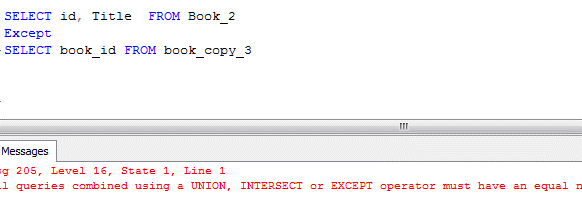 SELECT id, Title FROM Book_2
Except
SELECT book_id FROM book_copy_3
Messages
205, Level 16, State 1, Line 1
queries combined using a UNION, INTERSECT or EXCEPT operator must have an equal